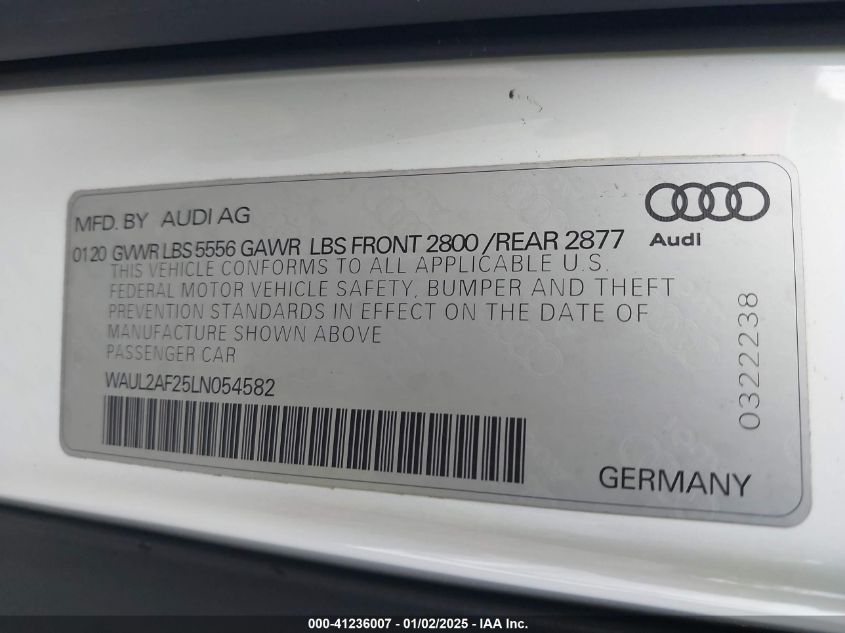 MFD. BY AUDI AG
Audi
0120 GVWR LBS 5556 GAWR LBS FRONT 2800 /REAR 2877
THIS VEHICLE CONFORMS TO ALL APPLICABLE U.S.
FEDERAL MOTOR VEHICLE SAFETY, BUMPER AND THEFT
PREVENTION STANDARDS IN EFFECT ON THE DATE OF
MANUFACTURE SHOWN ABOVE
PASSENGER CAR
WAUL2AF25LN054582
0322238
GERMANY
000-41236007 - 01/02/2025 - IAA Inc.